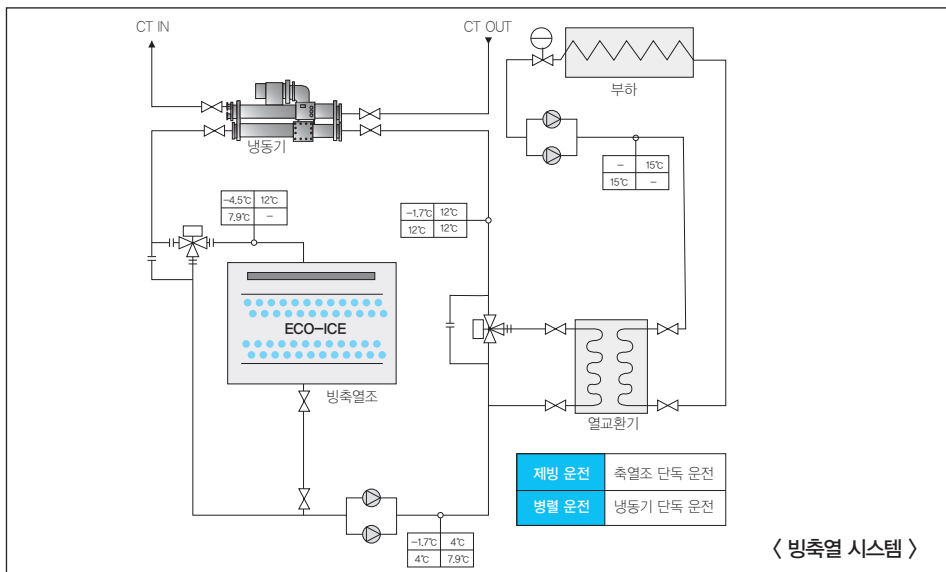 CT IN
CT OUT
부하
냉동기
- 15℃
15℃ -
-4.5℃ 12℃
7.9℃ -
-1.7℃ 12℃
12℃ 12℃
ECO-ICE
빙축열조
열교환기
제빙 운전 축열조 단독 운전
병렬 운전 냉동기 단독 운전
-1.7℃ 4℃
4℃ 7.9℃
< 빙축열 시스템 >